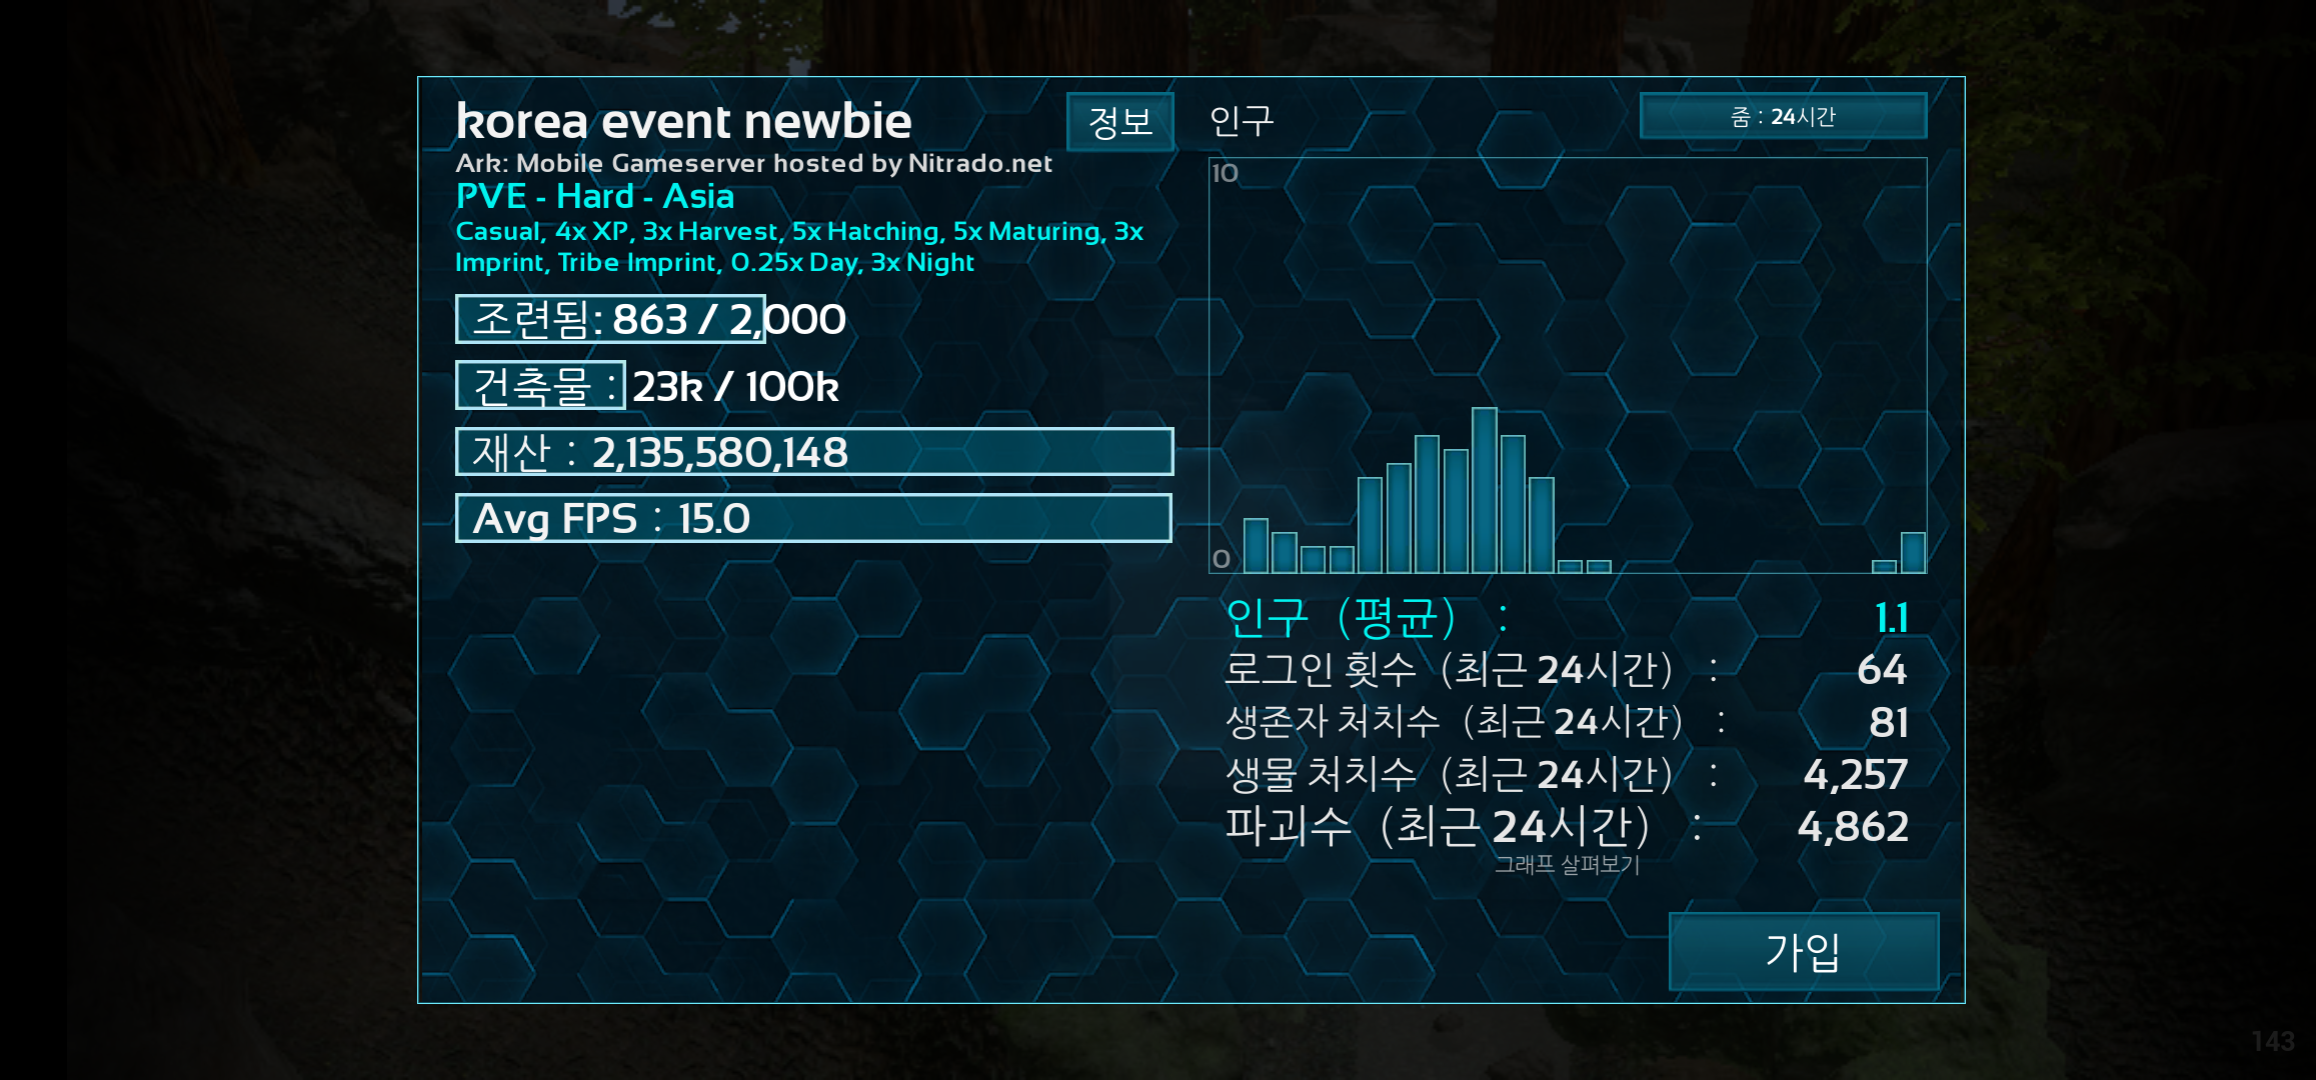 korea event newbie
정보
Ark: Mobile Gameserver hosted by Nitrado.net
PVE - Hard - Asia
Casual, 4x XP, 3x Harvest, 5x Hatching, 5x Maturing, 3x
Imprint, Tribe Imprint, 0.25x Day, 3x Night
조련됨: 863 / 2,000
건축물 : 23k / 100k
재산 : 2,135,580,148
Avg FPS : 15.0
인구
줌 : 24시간
10
0
인구 (평균) : 1.1
로그인 횟수 (최근 24시간) : 64
생존자 처치수 (최근 24시간) : 81
생물 처치수 (최근 24시간) : 4,257
파괴수 (최근 24시간) : 4,862
그래프 살펴보기
가입
143